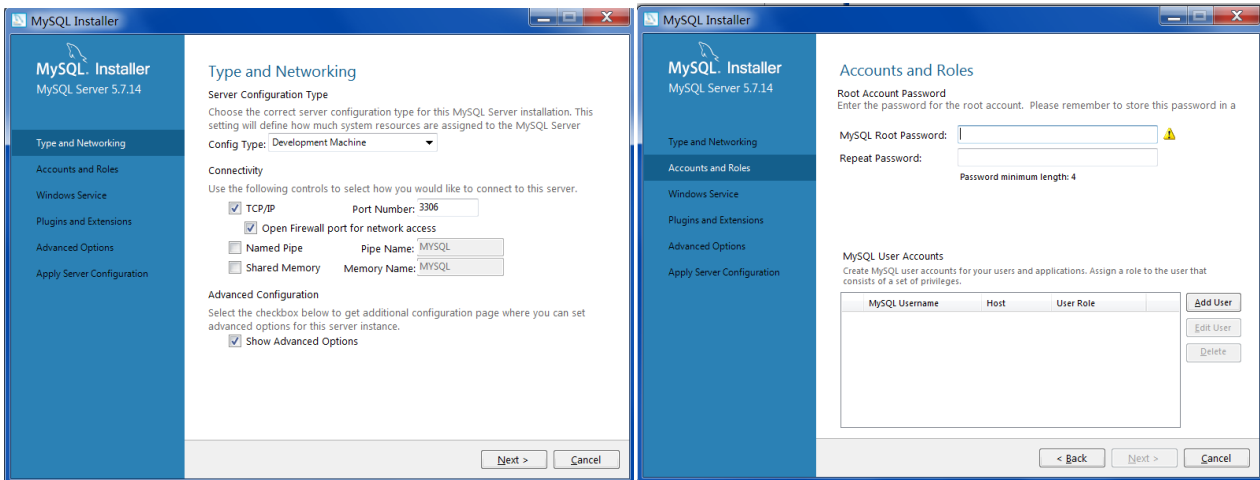 MySQL Installer
MySQL. Installer
MySQL Server 5.7.14
Type and Networking
Accounts and Roles
Windows Service
Plugins and Extensions
Advanced Options
Apply Server Configuration
Type and Networking
Server Configuration Type
Choose the correct server configuration type for this MySQL Server installation. This
setting will define how much system resources are assigned to the MySQL Server
Config Type: Development Machine
Connectivity
Use the following controls to select how you would like to connect to this server.
TCP/IP Port Number: 3306
Open Firewall port for network access
Named Pipe Pipe Name: MYSQL
Shared Memory Memory Name: MYSQL
Advanced Configuration
Select the checkbox below to get additional configuration page where you can set
advanced options for this server instance.
Show Advanced Options
Next > Cancel
MySQL Installer
MySQL. Installer
MySQL Server 5.7.14
Type and Networking
Accounts and Roles
Windows Service
Plugins and Extensions
Advanced Options
Apply Server Configuration
Accounts and Roles
Root Account Password
Enter the password for the root account. Please remember to store this password in a
MySQL Root Password:
Repeat Password:
Password minimum length: 4
MySQL User Accounts
Create MySQL user accounts for your users and applications. Assign a role to the user that
consists of a set of privileges.
MySQL Username Host User Role
Add User
Edit User
Delete
< Back Next > Cancel